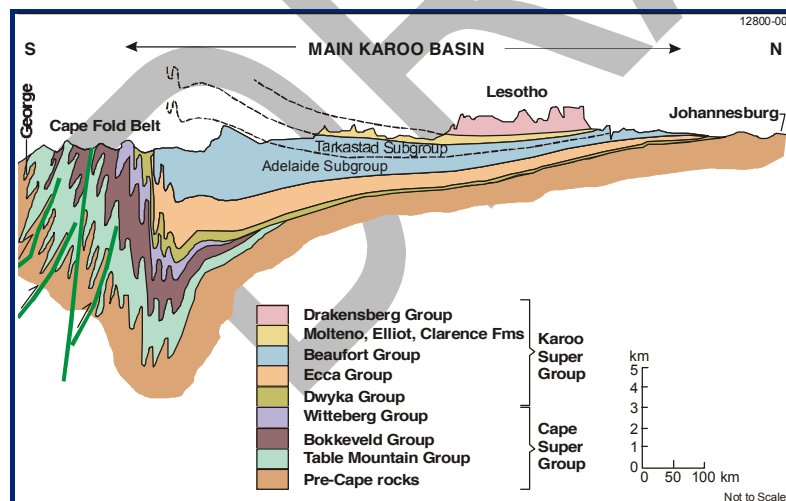 12800-00
S
MAIN KAROO BASIN
N
Lesotho
George
Cape Fold Belt
Johannesburg
Tarkastad Subgroup
Adelaide Subgroup
Drakensberg Group
Molteno, Elliot, Clarence Fms
Beaufort Group
Ecca Group
Dwyka Group
Karoo
Super
Group
Witteberg Group
Bokkeveld Group
Table Mountain Group
Pre-Cape rocks
Cape
Super
Group
km
5
4
3
2
1
0
0 50 100 km
Not to Scale